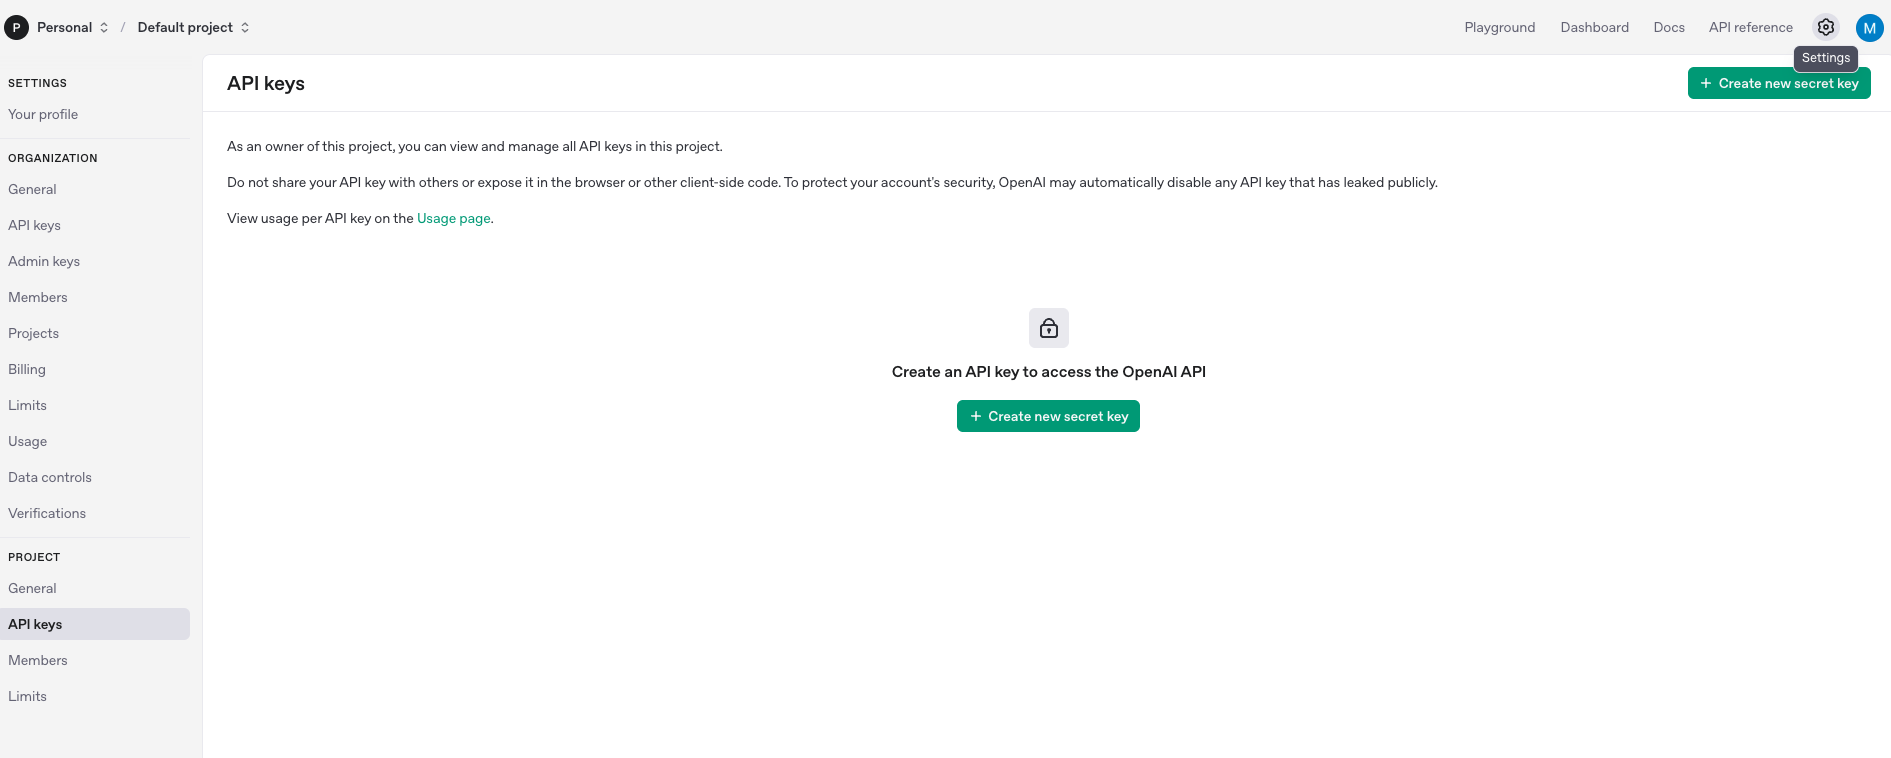 P Personal / Default project
Playground Dashboard Docs API reference M
Settings
SETTINGS
Your profile
ORGANIZATION
General
API keys
Admin keys
Members
Projects
Billing
Limits
Usage
Data controls
Verifications
PROJECT
General
API keys
Members
Limits
API keys
+ Create new secret key
As an owner of this project, you can view and manage all API keys in this project.
Do not share your API key with others or expose it in the browser or other client-side code. To protect your account's security, OpenAI may automatically disable any API key that has leaked publicly.
View usage per API key on the Usage page.
Create an API key to access the OpenAI API
+ Create new secret key